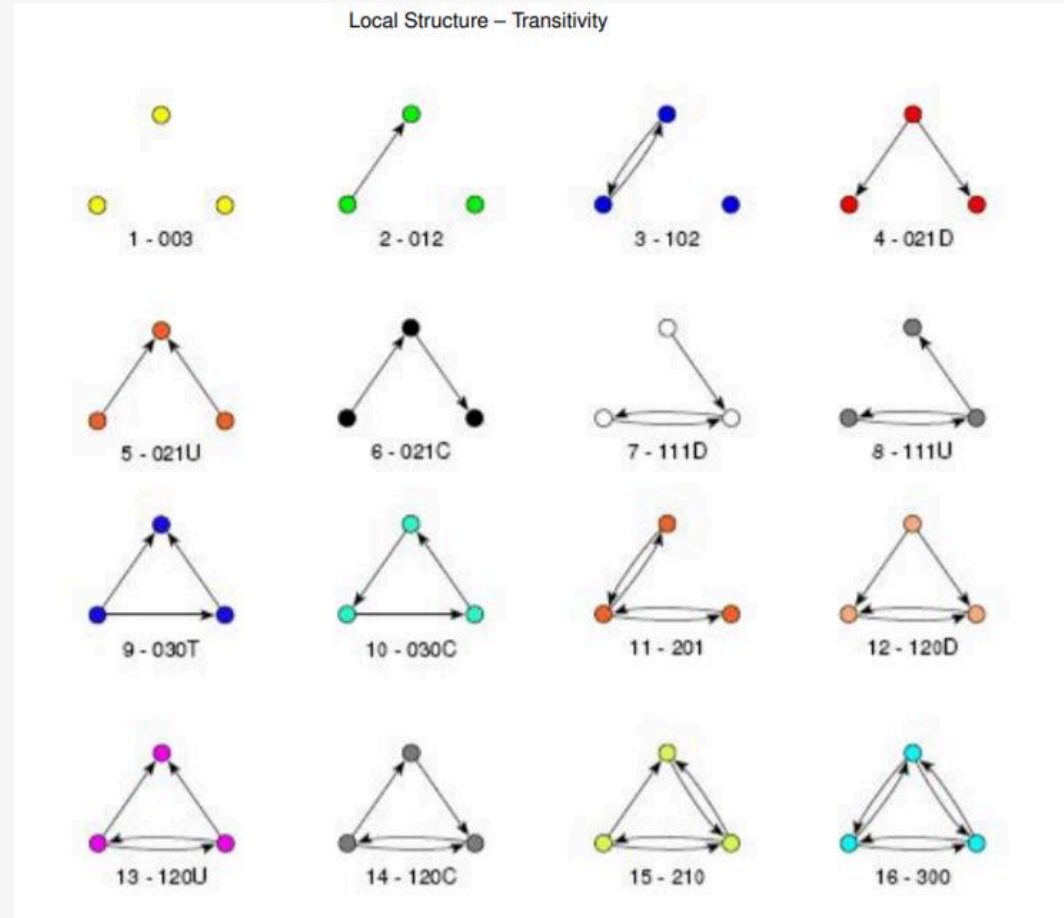 Local Structure – Transitivity
1 - 003
2 - 012
3 - 102
4 - 021D
5 - 021U
6 - 021C
7 - 111D
8 - 111U
9 - 030T
10 - 030C
11 - 201
12 - 120D
13 - 120U
14 - 120C
15 - 210
16 - 300